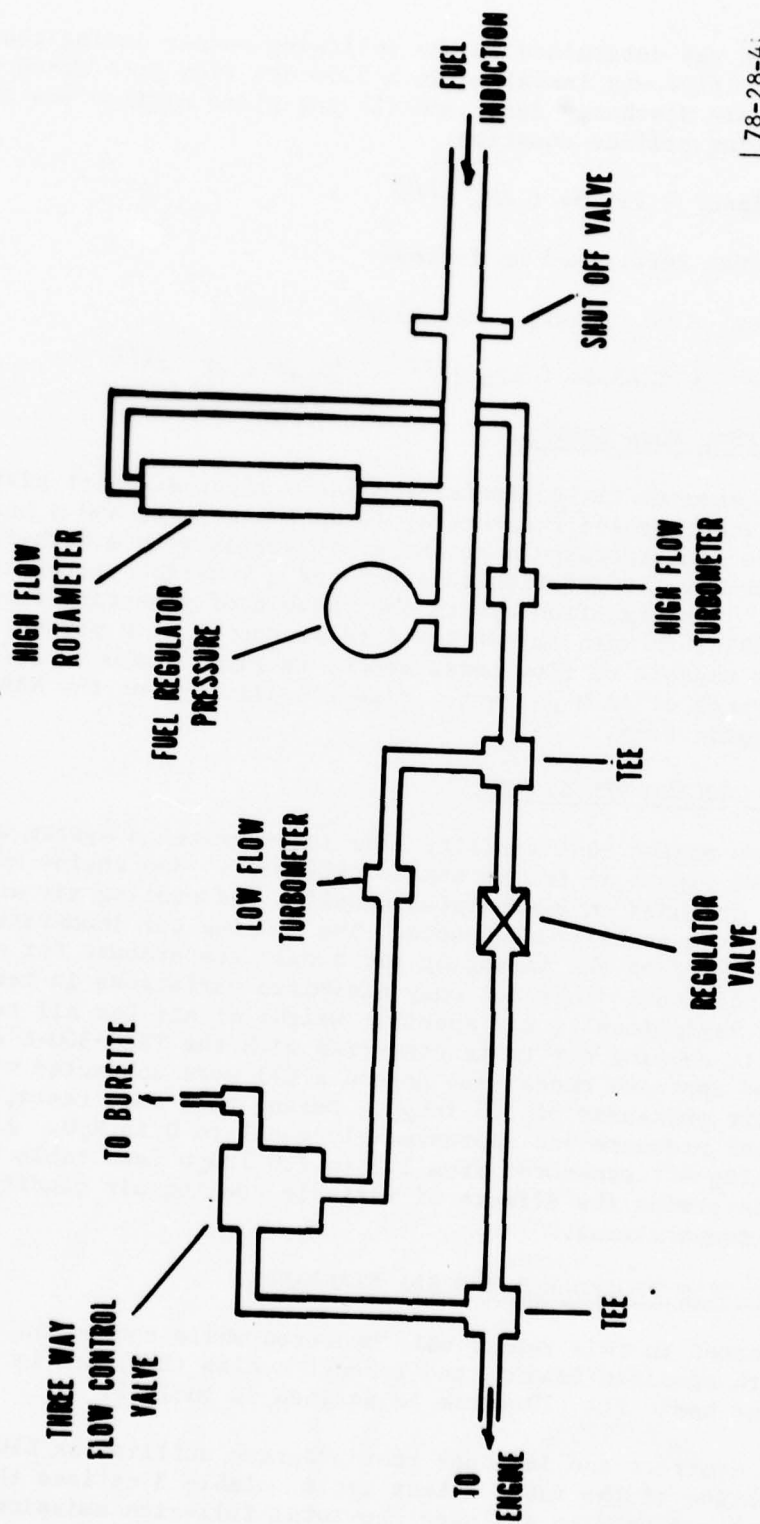 HIGH FLOW
ROTAMETER
FUEL REGULATOR
PRESSURE
FUEL
INDUCTION
TO BURETTE
LOW FLOW
TURBOMETER
THREE WAY
FLOW CONTROL
VALVE
SHUT OFF VALVE
HIGH FLOW
TURBOMETER
TEE
REGULATOR
VALVE
TEE
TO
ENGINE
78-28-4